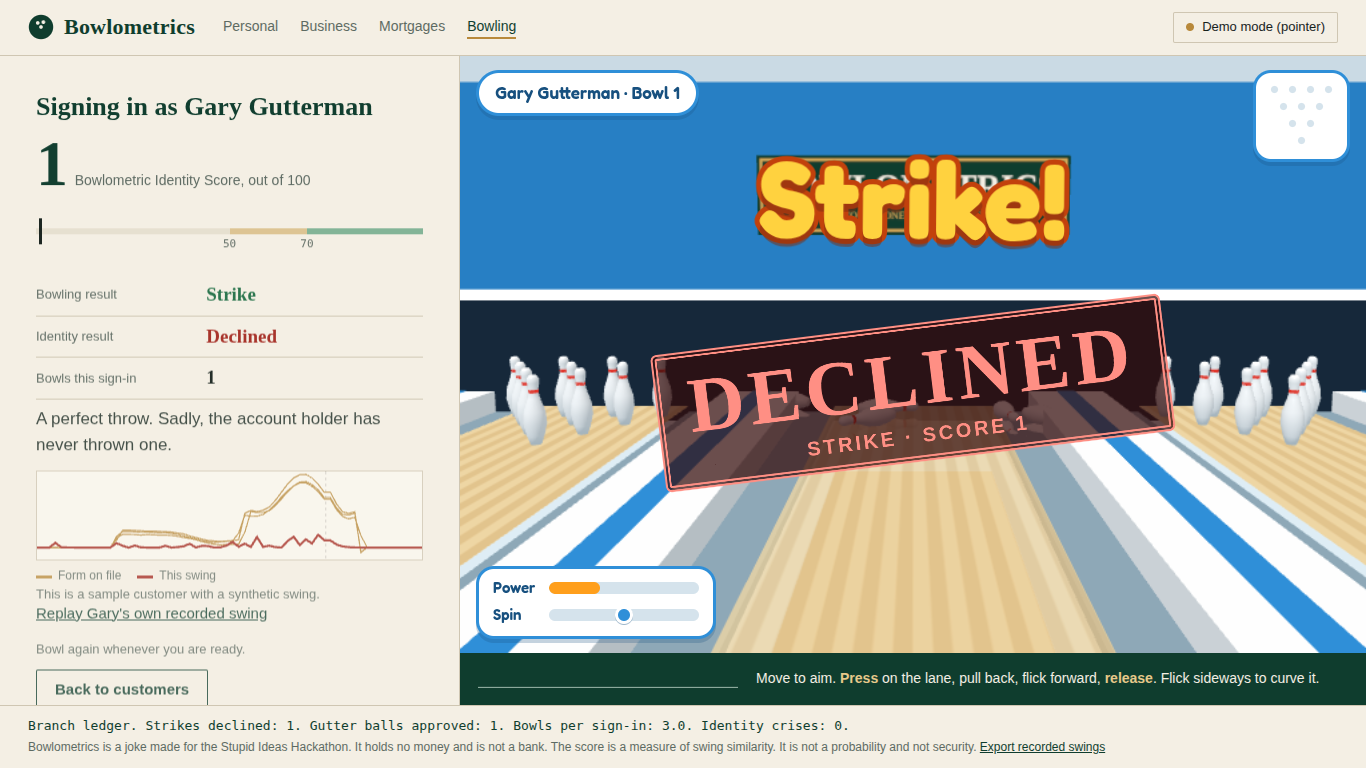 Bowlometrics
Personal
Business
Mortgages
Bowling
Demo mode (pointer)
Signing in as Gary Gutterman
1 Bowlometric Identity Score, out of 100
50
70
Bowling result Strike
Identity result Declined
Bowls this sign-in 1
A perfect throw. Sadly, the account holder has
never thrown one.
Form on file
This swing
This is a sample customer with a synthetic swing.
Replay Gary's own recorded swing
Bowl again whenever you are ready.
Back to customers
Gary Gutterman · Bowl 1
Strike!
DECLINED
STRIKE · SCORE 1
Power
Spin
Move to aim. Press on the lane, pull back, flick forward, release. Flick sideways to curve it.
Branch ledger. Strikes declined: 1. Gutter balls approved: 1. Bowls per sign-in: 3.0. Identity crises: 0.
Bowlometrics is a joke made for the Stupid Ideas Hackathon. It holds no money and is not a bank. The score is a measure of swing similarity. It is not a probability and not security. Export recorded swings